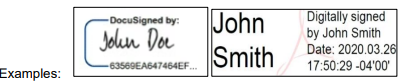 Examples:
DocuSigned by:
John Doe
63569EA647464EF...
John
Smith
Digitally signed
by John Smith
Date: 2020.03.26
17:50:29 -04'00'